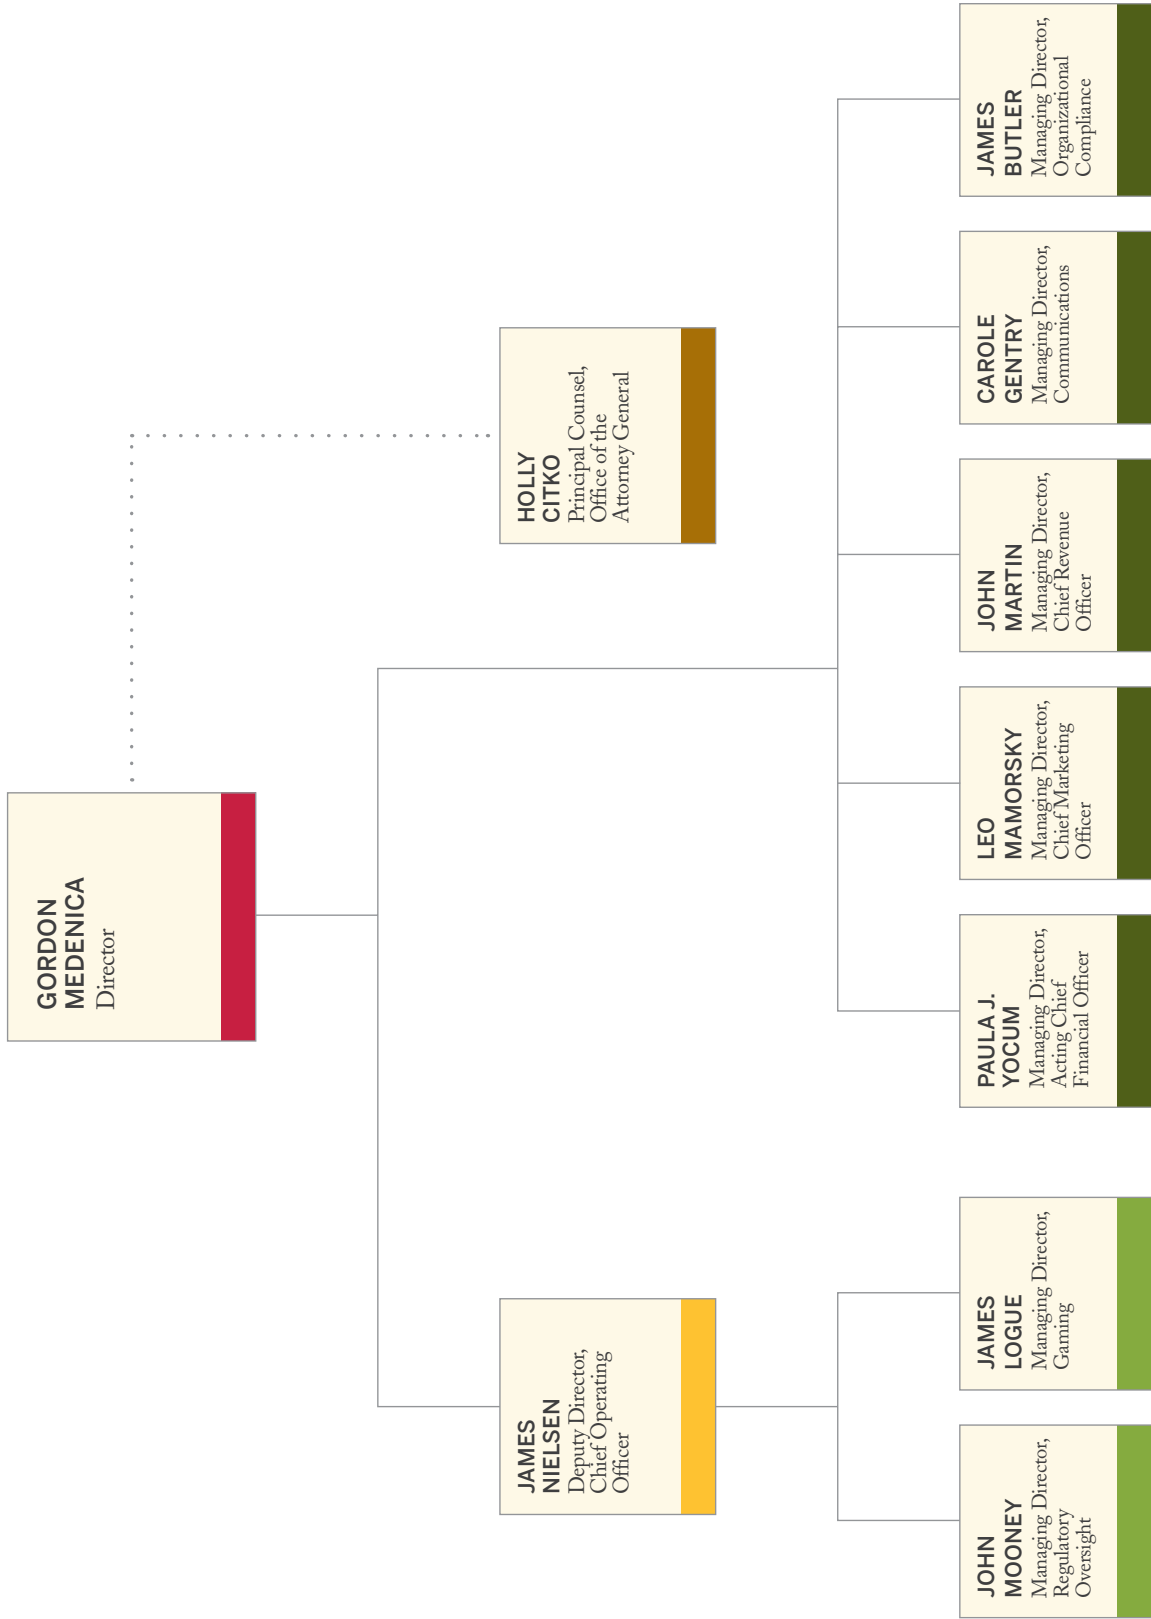 GORDON
MEDENICA
Director
JAMES
NIELSEN
Deputy Director,
Chief Operating
Officer
HOLLY
CITKO
Principal Counsel,
Office of the
Attorney General
JOHN
MOONEY
Managing Director,
Regulatory
Oversight
JAMES
LOGUE
Managing Director,
Gaming
PAULA J.
YOCUM
Managing Director,
Acting Chief
Financial Officer
LEO
MAMORSKY
Managing Director,
Chief Marketing
Officer
JOHN
MARTIN
Managing Director,
Chief Revenue
Officer
CAROLE
GENTRY
Managing Director,
Communications
JAMES
BUTLER
Managing Director,
Organizational
Compliance